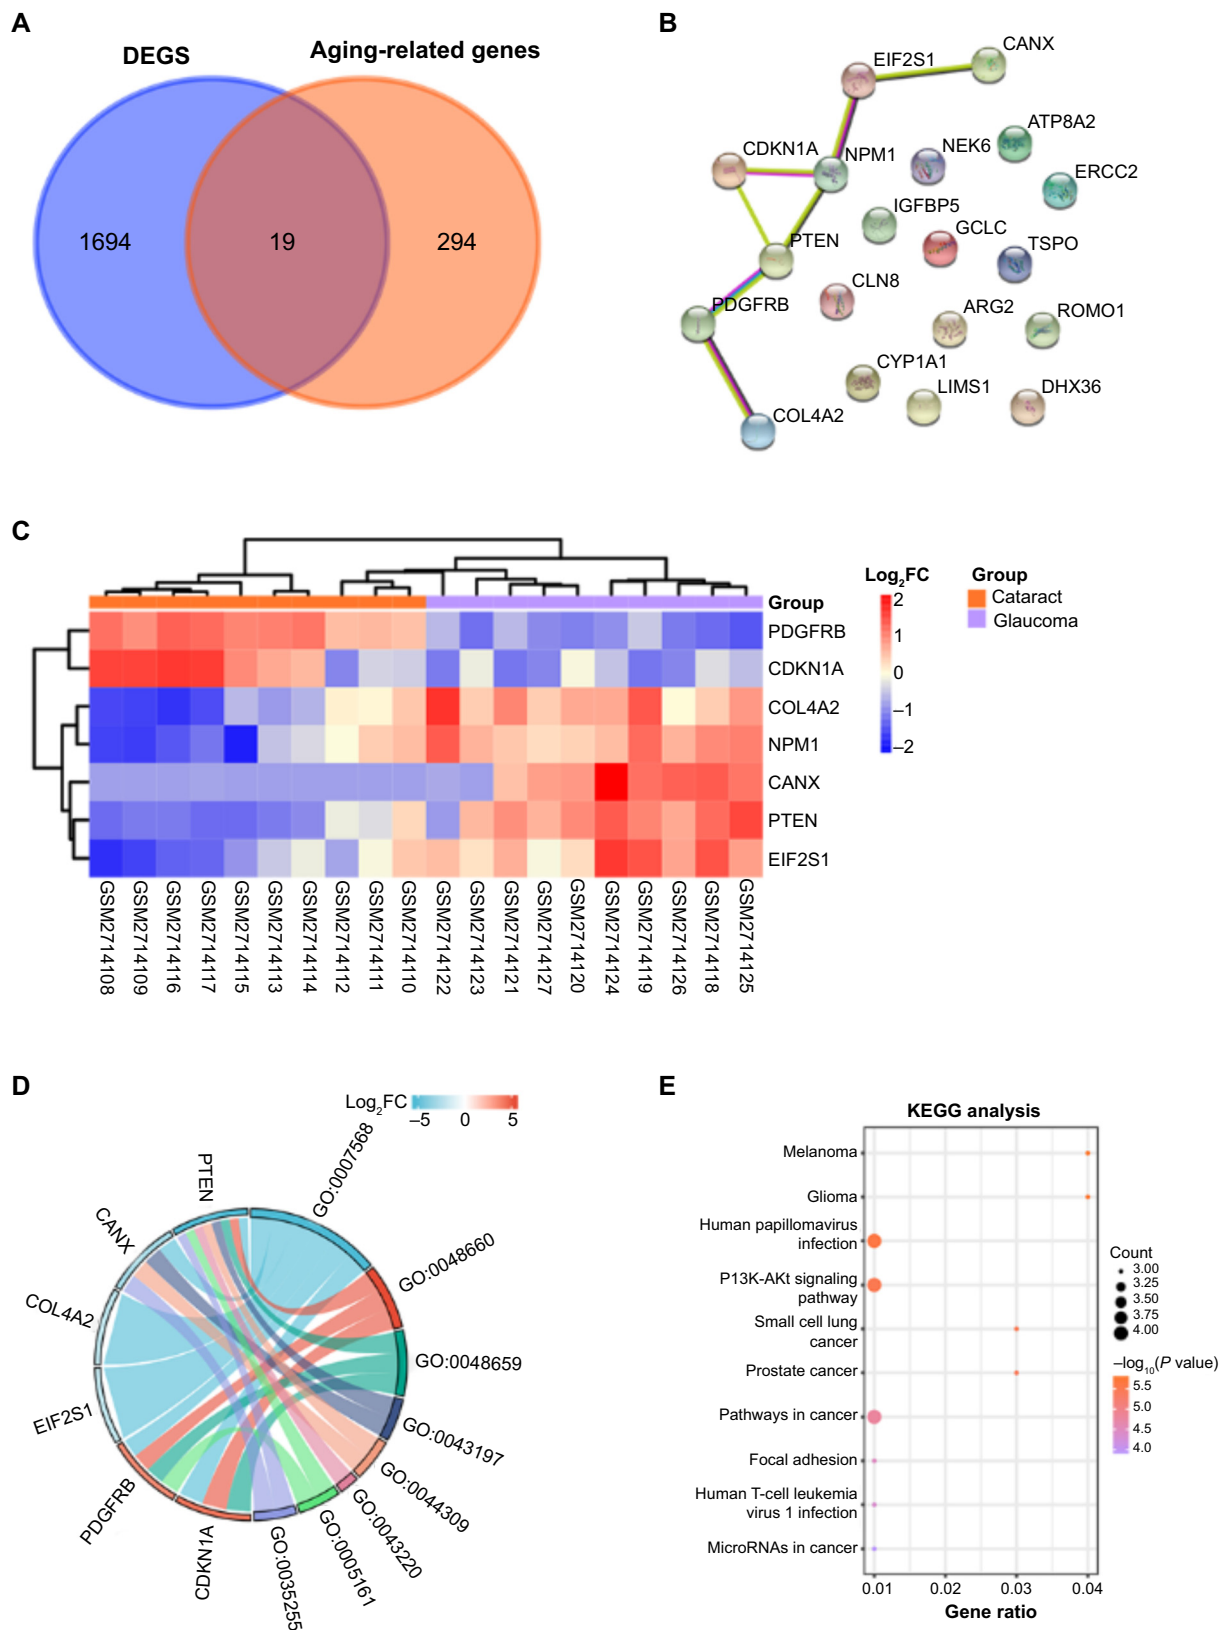 A
DEGS
Aging-related genes
1694
19
294
B
EIF2S1
CANX
CDKN1A
NPM1
NEK6
ATP8A2
ERCC2
IGFBP5
GCLC
PTEN
TSPO
CLN8
PDGFRB
ARG2
ROMO1
CYP1A1
LIMS1
DHX36
COL4A2
C
Group
PDGFRB
CDKN1A
COL4A2
NPM1
CANX
PTEN
EIF2S1
GSM2714108
GSM2714109
GSM2714116
GSM2714117
GSM2714115
GSM2714113
GSM2714114
GSM2714112
GSM2714111
GSM2714110
GSM2714122
GSM2714123
GSM2714121
GSM2714127
GSM2714120
GSM2714124
GSM2714119
GSM2714126
GSM2714118
GSM2714125
Log2FC
2
1
0
–1
–2
Group
Cataract
Glaucoma
D
Log2FC
–5
0
5
PTEN
CANX
COL4A2
EIF2S1
PDGFRB
CDKN1A
GO:0007568
GO:0048660
GO:0048659
GO:0043197
GO:0044309
GO:0043220
GO:0005161
GO:0035255
E
KEGG analysis
Melanoma
Glioma
Human papillomavirus
infection
P13K-AKt signaling
pathway
Small cell lung
cancer
Prostate cancer
Pathways in cancer
Focal adhesion
Human T-cell leukemia
virus 1 infection
MicroRNAs in cancer
0.01
0.02
0.03
0.04
Gene ratio
Count
3.00
3.25
3.50
3.75
4.00
–log10(P value)
5.5
5.0
4.5
4.0